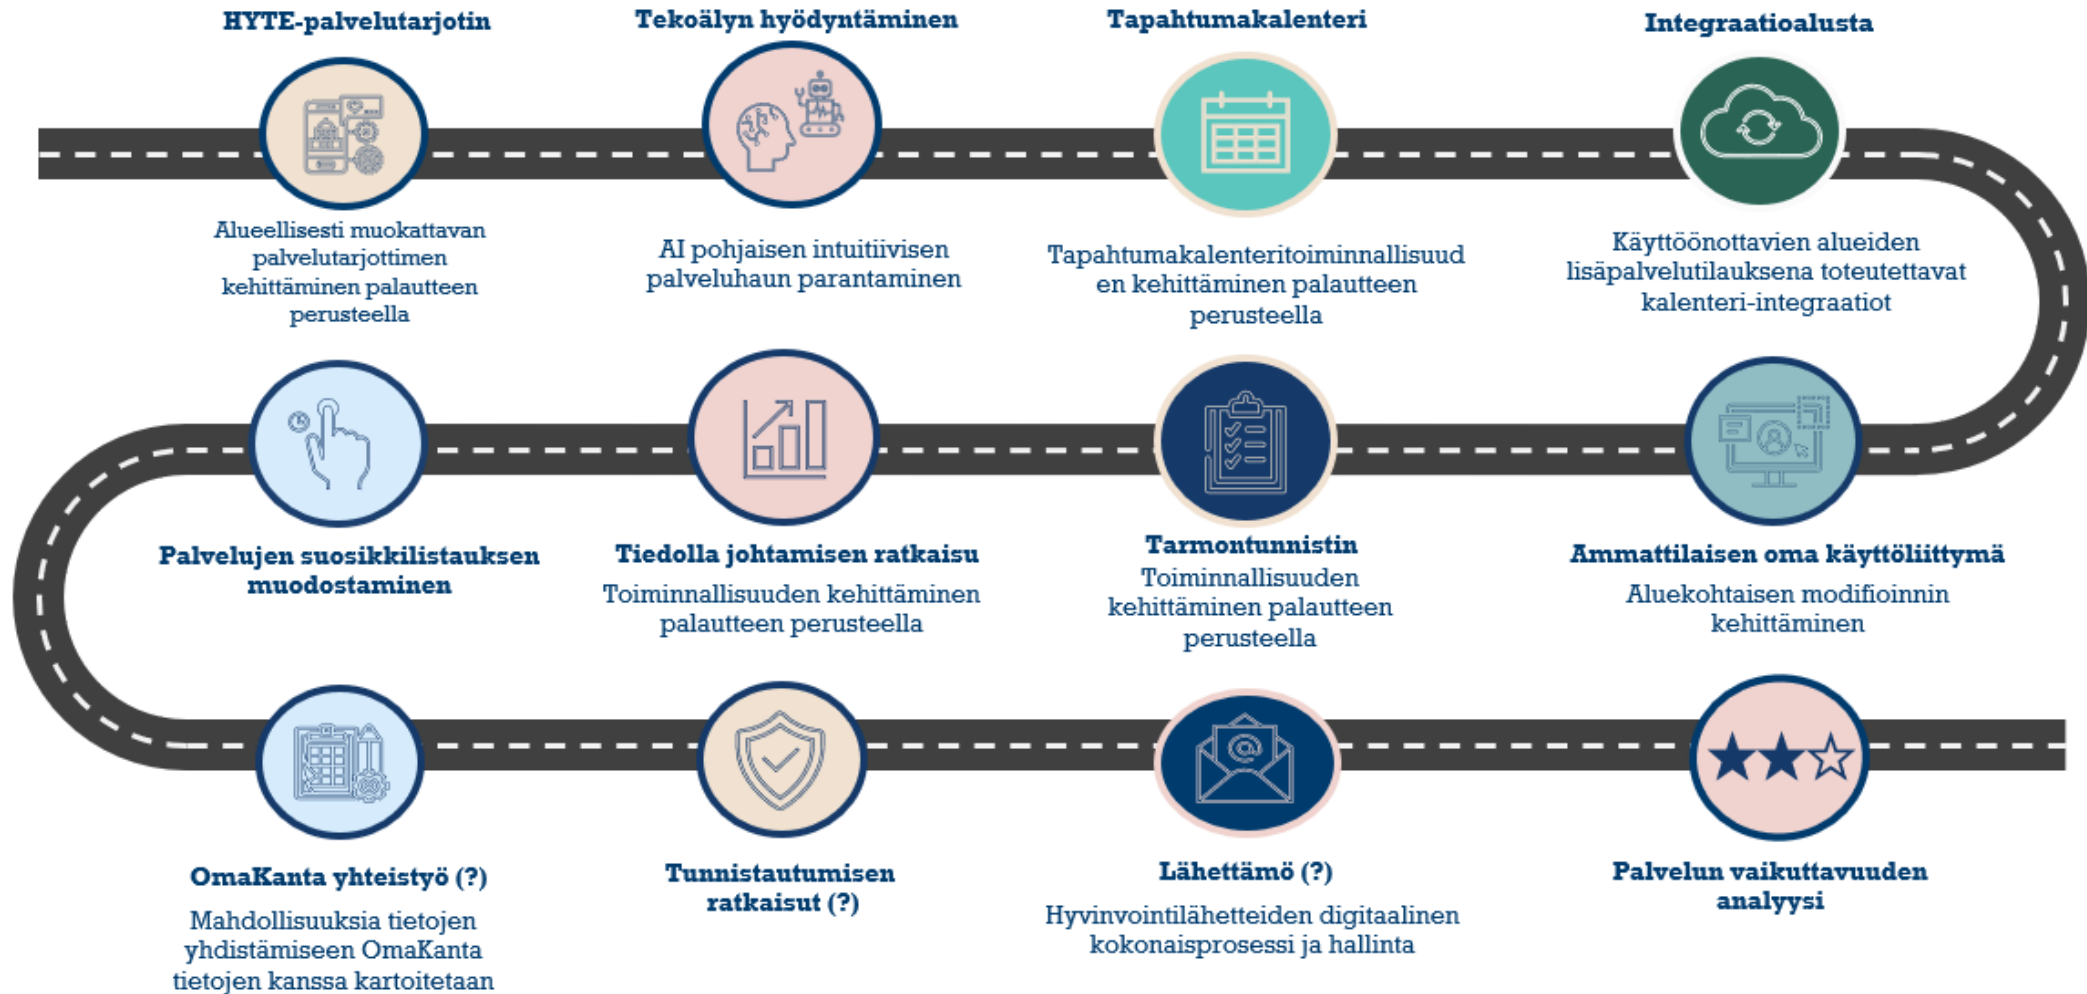 HYTE-palvelutarjotin
Alueellisesti muokattavan
palvelutarjottimen
kehittäminen palautteen
perusteella
Tekoälyn hyödyntäminen
AI pohjaisen intuitiivisen
palveluhaun parantaminen
Tapahtumakalenteri
Tapahtumakalenteritoiminnallisuud
en kehittäminen palautteen
perusteella
Integraatioalusta
Käyttöönottavien alueiden
lisäpalvelutilauksena toteutettavat
kalenteri-integraatiot
Palvelujen suosikkilistauksen
muodostaminen
Tiedolla johtamisen ratkaisu
Toiminnallisuuden kehittäminen
palautteen perusteella
Tarmontunnistin
Toiminnallisuuden
kehittäminen palautteen
perusteella
Ammattilaisen oma käyttöliittymä
Aluekohtaisen modifioinnin
kehittäminen
OmaKanta yhteistyö (?)
Mahdollisuuksia tietojen
yhdistämiseen OmaKanta
tietojen kanssa kartoitetaan
Tunnistautumisen
ratkaisut (?)
Lähettämö (?)
Hyvinvointilähetteiden digitaalinen
kokonaisprosessi ja hallinta
Palvelun vaikuttavuuden
analyysi